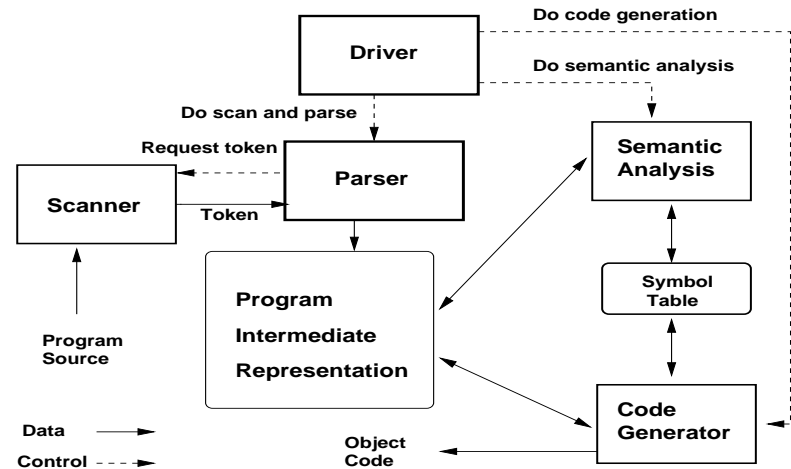 Do code generation
Driver
Do semantic analysis
Do scan and parse
Request token
Semantic
Analysis
Parser
Scanner
Token
Program
Intermediate
Representation
Symbol
Table
Program
Source
Code
Generator
Data
Control
Object
Code